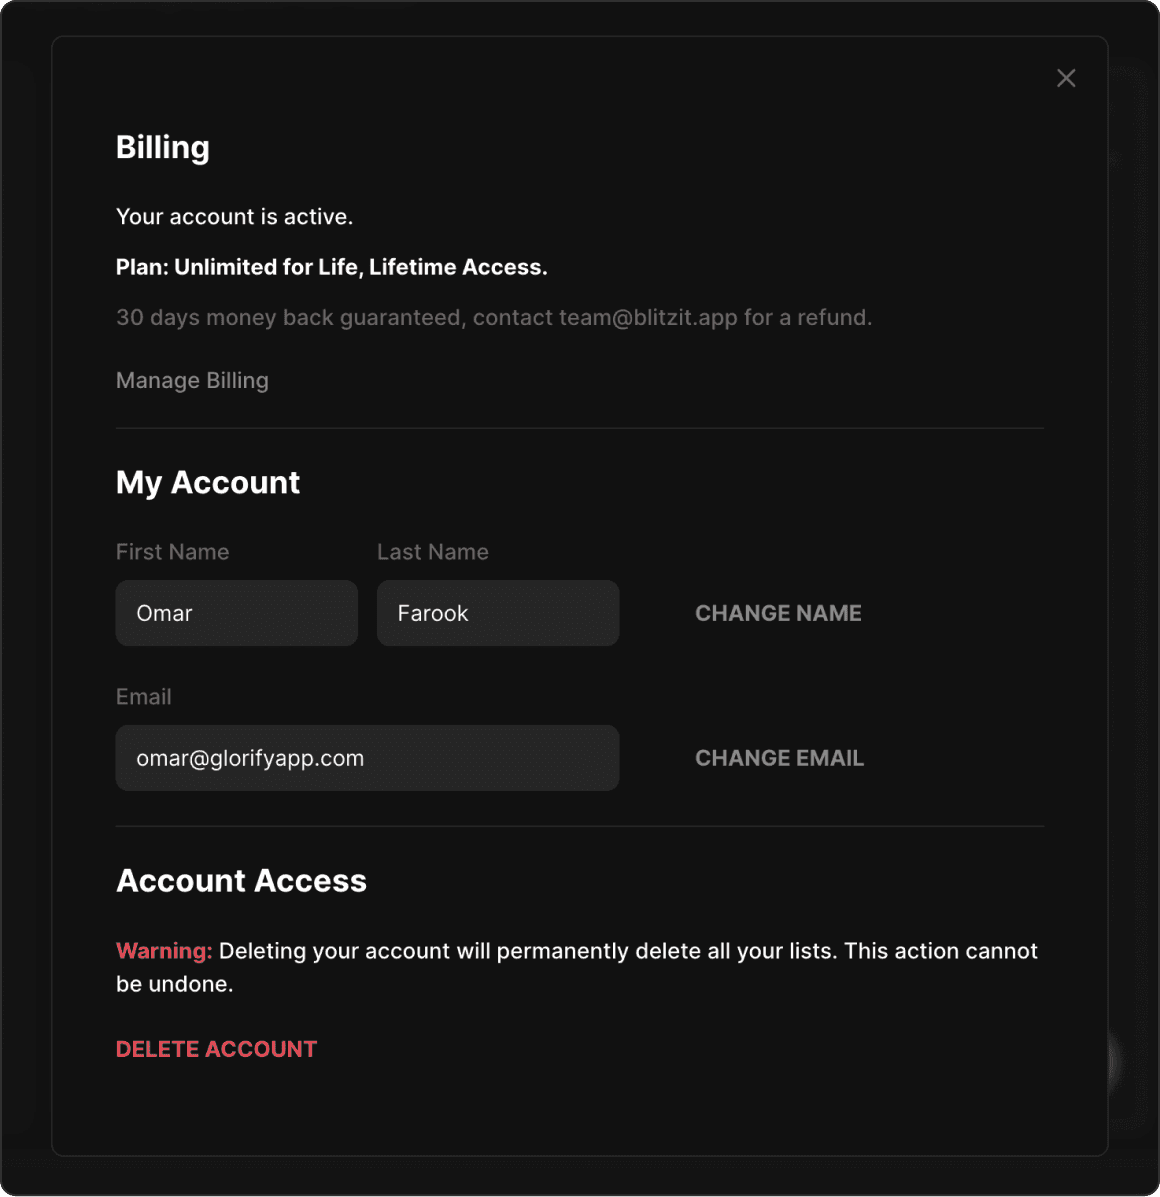 Billing
Your account is active.
Plan: Unlimited for Life, Lifetime Access.
30 days money back guaranteed, contact team@blitzit.app for a refund.
Manage Billing
My Account
First Name Last Name
Omar Farook CHANGE NAME
Email
omar@glorifyapp.com CHANGE EMAIL
Account Access
Warning: Deleting your account will permanently delete all your lists. This action cannot
be undone.
DELETE ACCOUNT